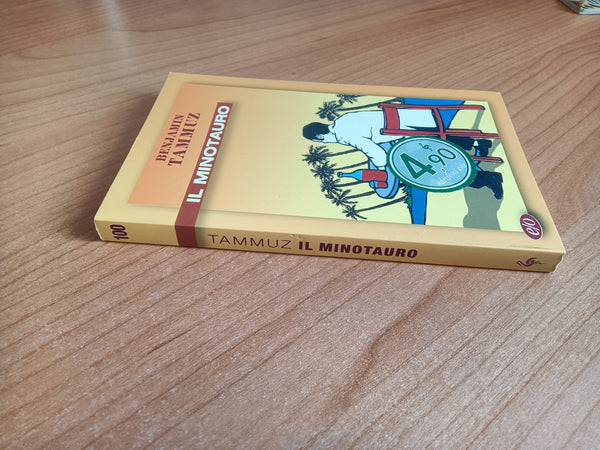 BENJAMIN
TAMMUZ
IL MINOTAURO
4,90
e/o
100
TAMMUZ IL MINOTAURO